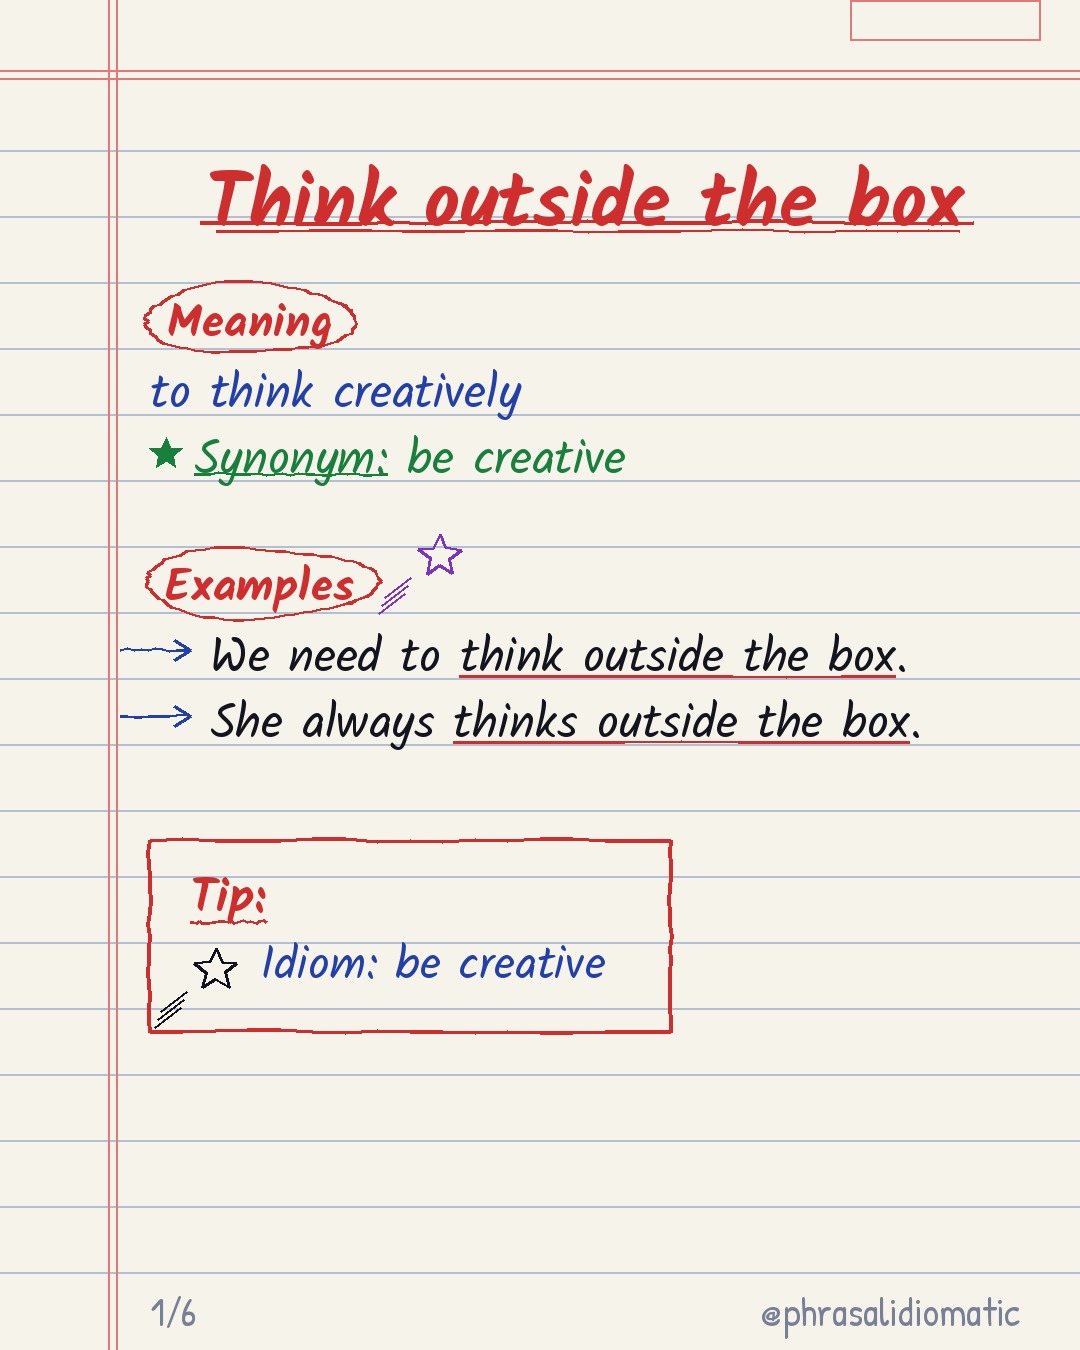 Think outside the box
Meaning
to think creatively
Synonym: be creative
Examples
We need to think outside the box.
She always thinks outside the box.
Tip:
Idiom: be creative
1/6
@phrasalidiomatic